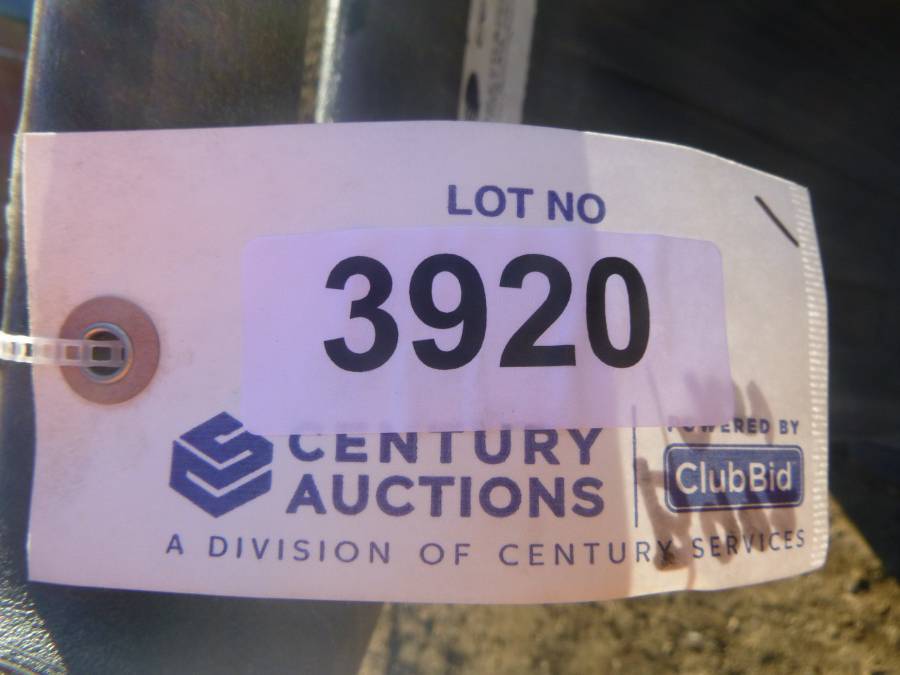 LOT NO
3920
CENTURY
AUCTIONS
POWERED BY
ClubBid
A DIVISION OF CENTURY SERVICES